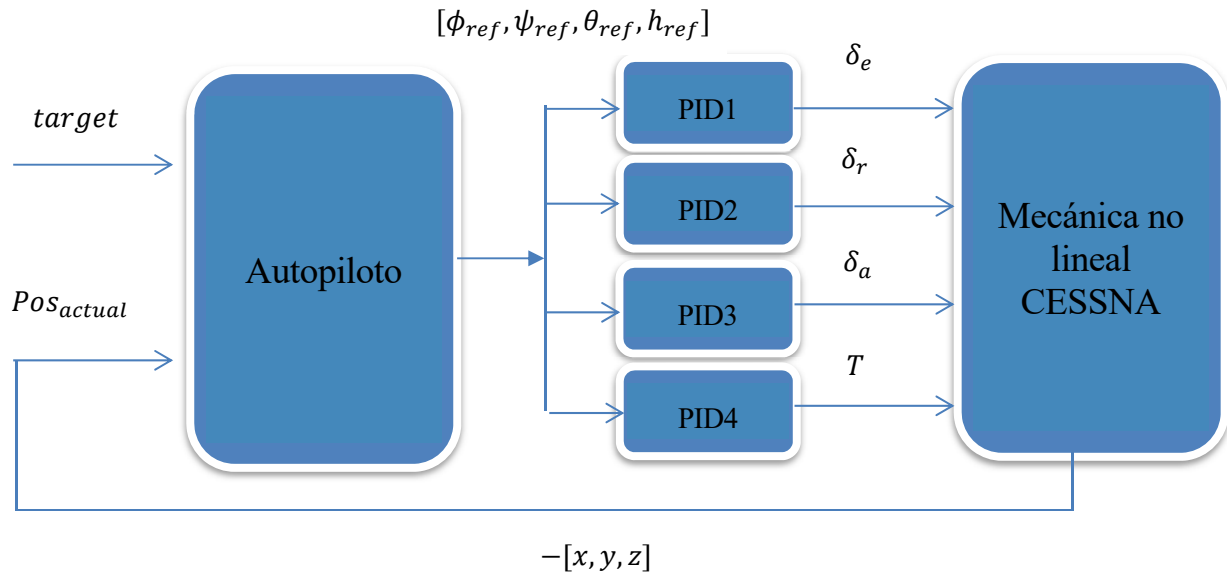 [ϕ_ref, ψ_ref, θ_ref, h_ref]
target
Pos_actual
Autopiloto
PID1
PID2
PID3
PID4
δ_e
δ_r
δ_a
T
Mecánica no
lineal
CESSNA
−[x, y, z]